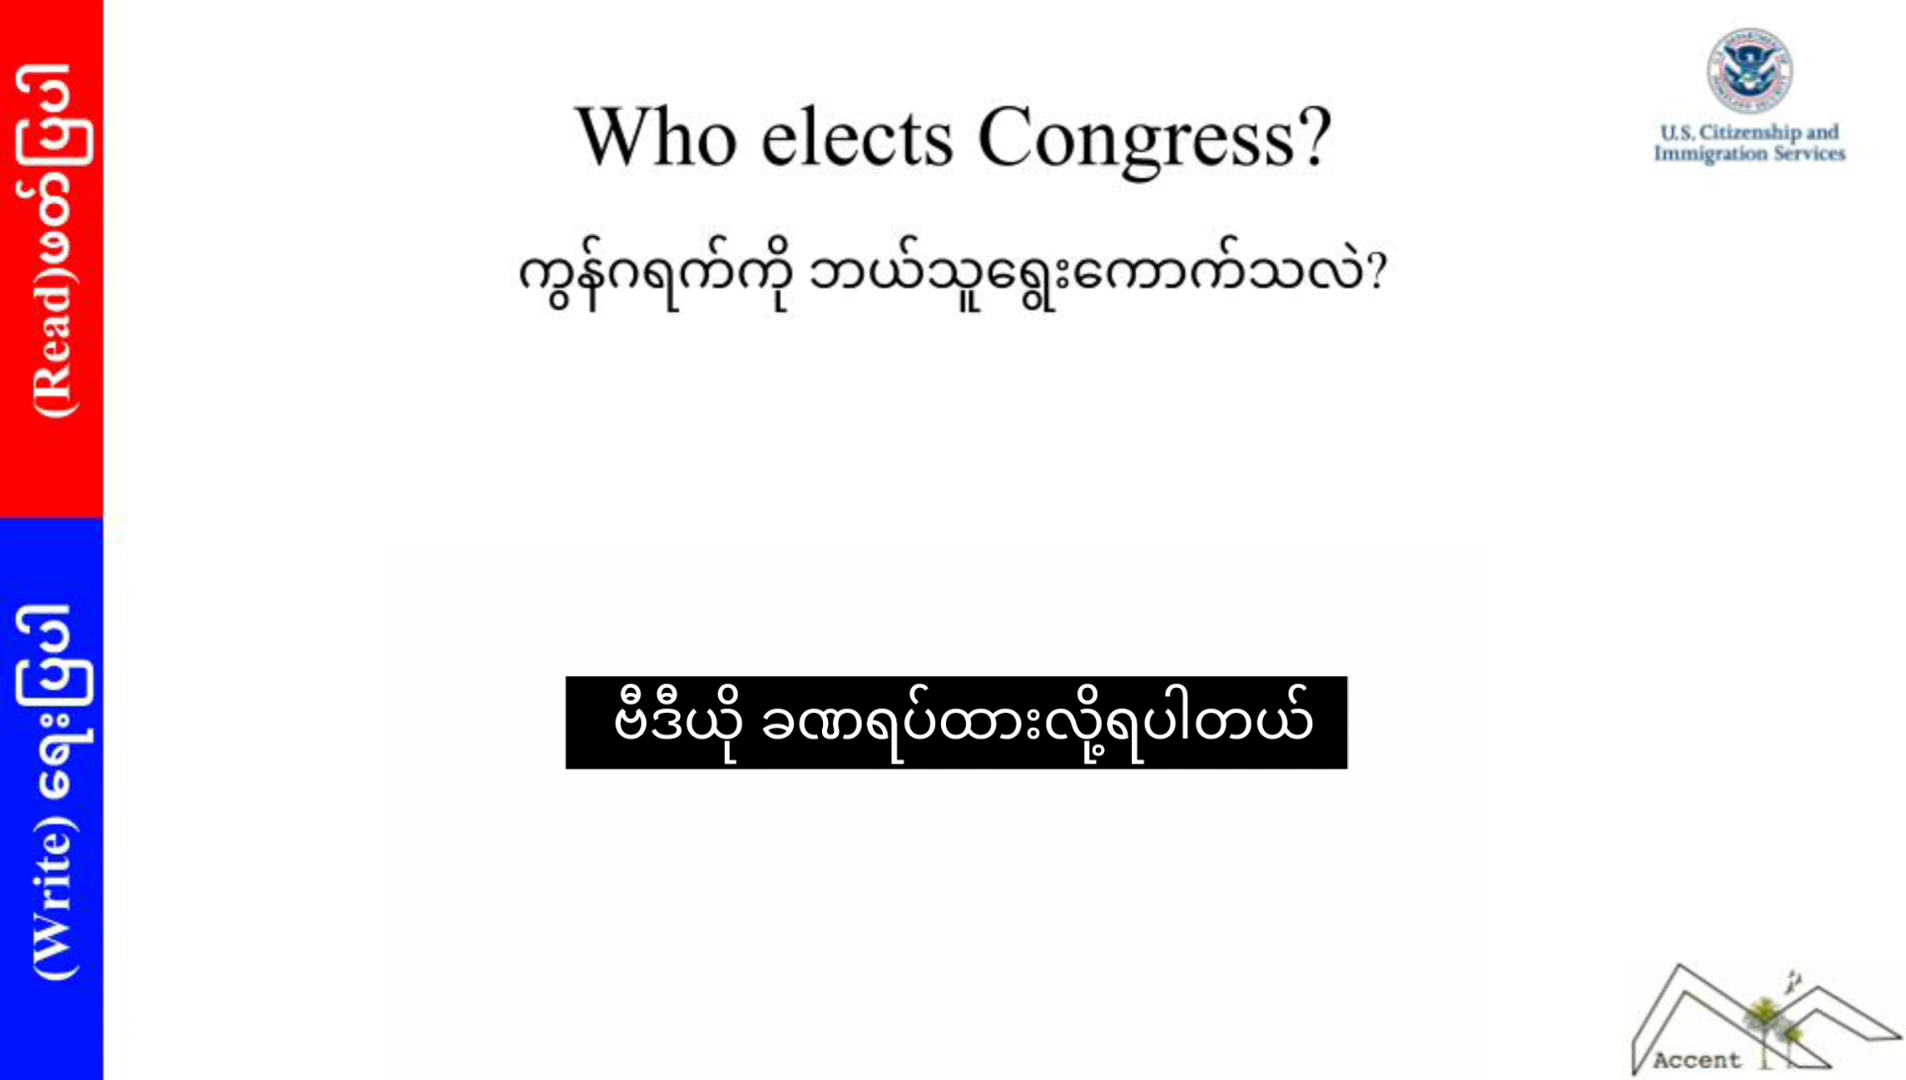 (Read)ဖတ်ပြပါ
Who elects Congress?
ကွန်ဂရက်ကို ဘယ်သူရွေးကောက်သလဲ?
U.S. Citizenship and
Immigration Services
(Write) ရေးပြပါ
ဗီဒီယို ခဏရပ်ထားလို့ရပါတယ်
Accent